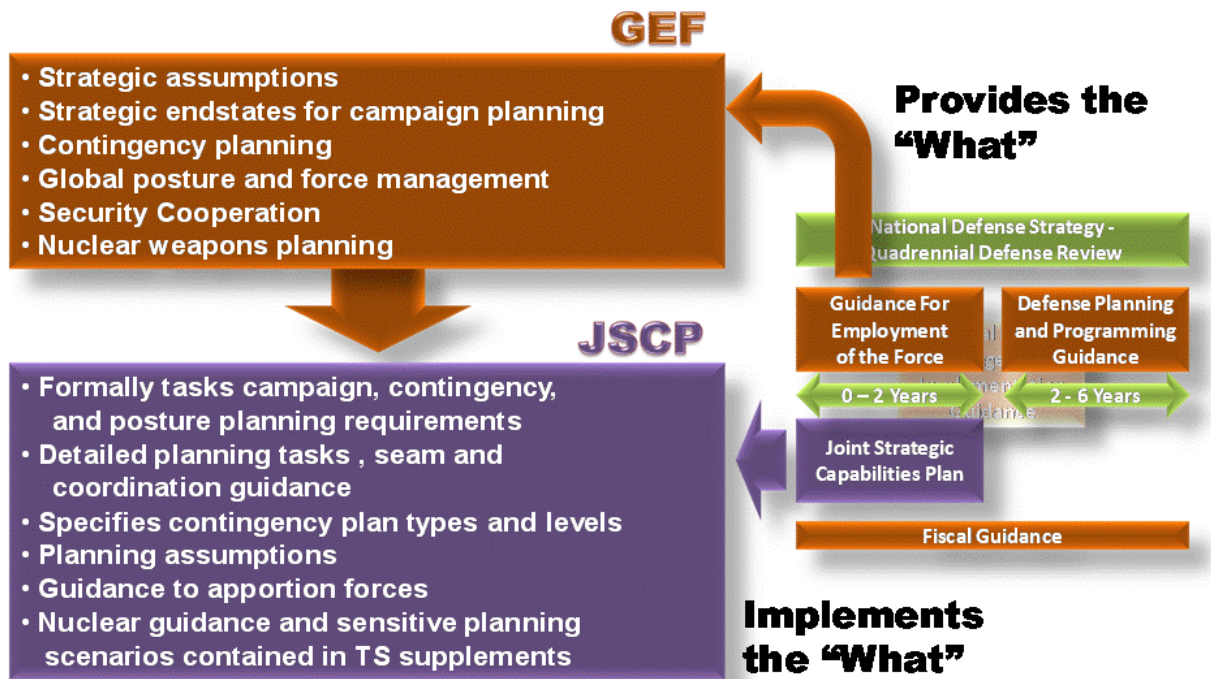 GEF
• Strategic assumptions
• Strategic endstates for campaign planning
• Contingency planning
• Global posture and force management
• Security Cooperation
• Nuclear weapons planning
Provides the
“What”
National Defense Strategy -
Quadrennial Defense Review
Guidance For
Employment
of the Force
Defense Planning
and Programming
Guidance
0 – 2 Years
2 - 6 Years
Guidance
Joint Strategic
Capabilities Plan
Fiscal Guidance
JSCP
• Formally tasks campaign, contingency,
and posture planning requirements
• Detailed planning tasks , seam and
coordination guidance
• Specifies contingency plan types and levels
• Planning assumptions
• Guidance to apportion forces
• Nuclear guidance and sensitive planning
scenarios contained in TS supplements
Implements
the “What”